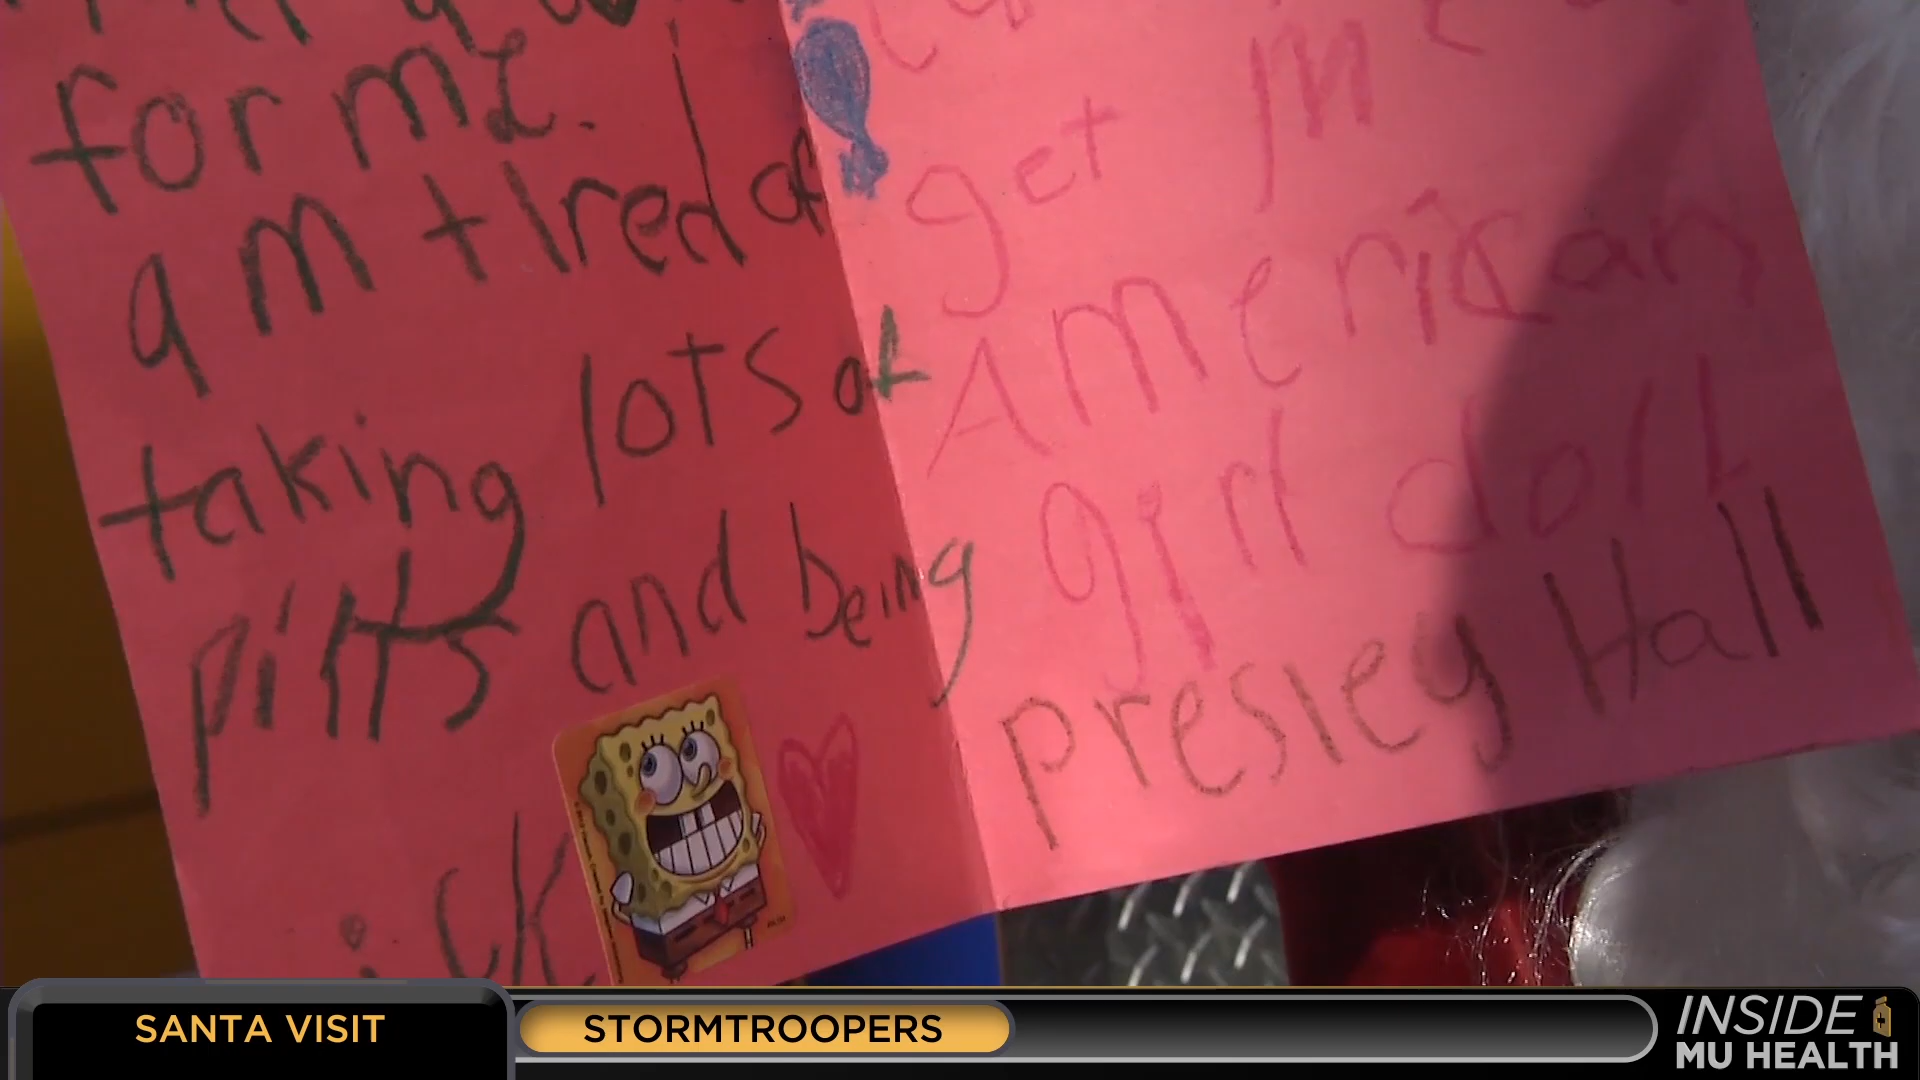 for me. I
am tired of
taking lots of
pills and being
sick
get me
American
girl doll
Presley Hall
SANTA VISIT
STORMTROOPERS
INSIDE
MU HEALTH